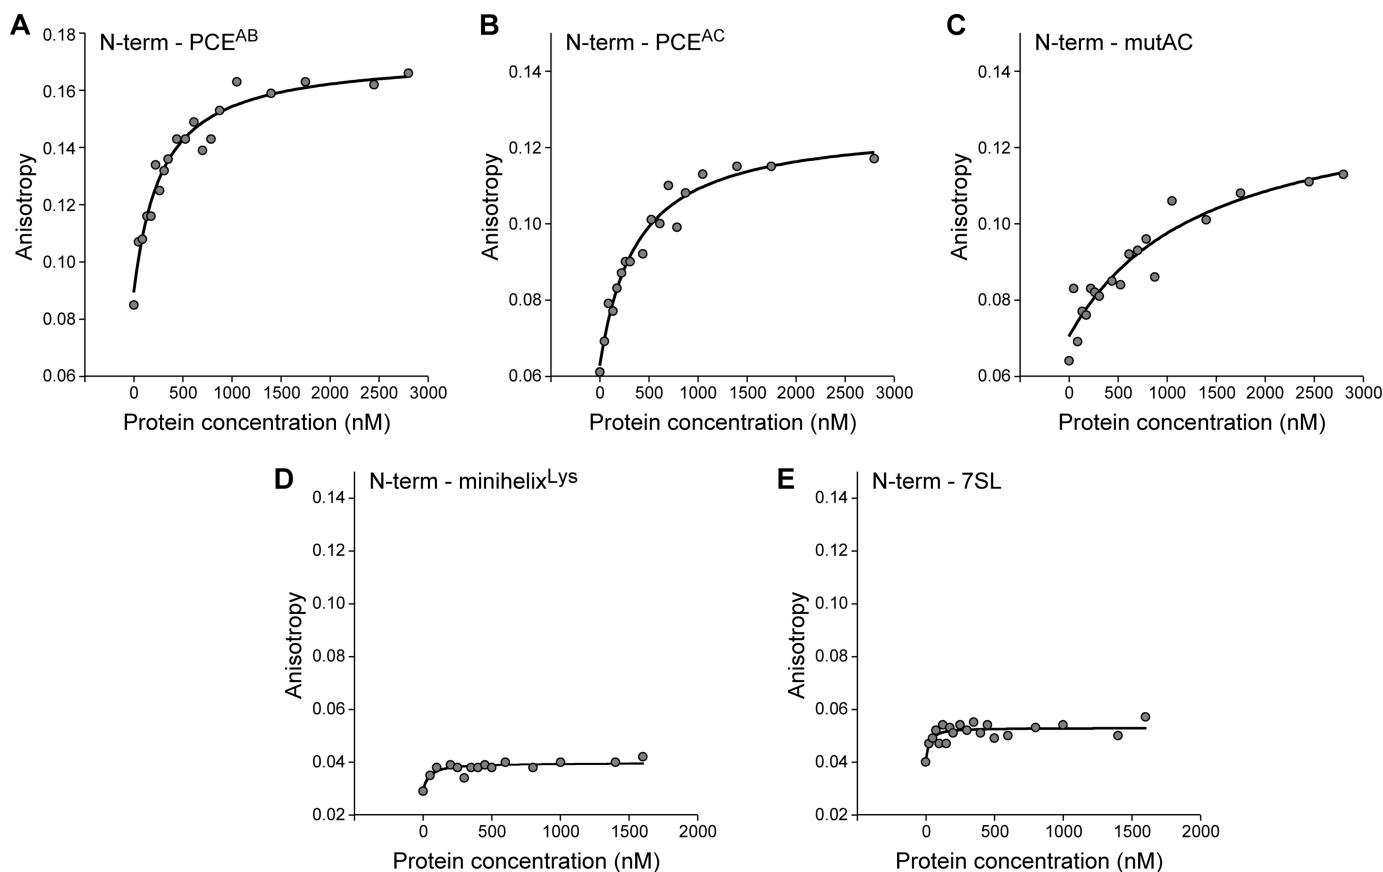 A
N-term - PCE^AB
0.18
0.16
0.14
0.12
0.10
0.08
0.06
Anisotropy
0 500 1000 1500 2000 2500 3000
Protein concentration (nM)
B
N-term - PCE^AC
0.14
0.12
0.10
0.08
0.06
Anisotropy
0 500 1000 1500 2000 2500 3000
Protein concentration (nM)
C
N-term - mutAC
0.14
0.12
0.10
0.08
0.06
Anisotropy
0 500 1000 1500 2000 2500 3000
Protein concentration (nM)
D
N-term - minihelix^Lys
0.14
0.12
0.10
0.08
0.06
0.04
0.02
Anisotropy
0 500 1000 1500 2000
Protein concentration (nM)
E
N-term - 7SL
0.14
0.12
0.10
0.08
0.06
0.04
0.02
Anisotropy
0 500 1000 1500 2000
Protein concentration (nM)